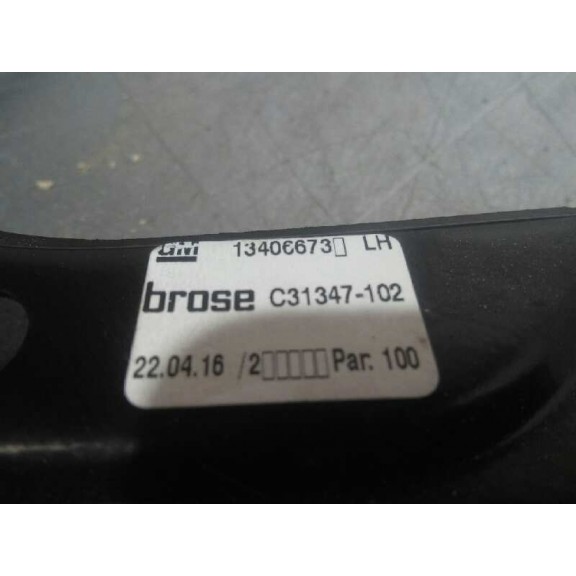 GM 13406673▯ LH
brose C31347-102
22.04.16 /2▯▯▯▯▯Par. 100